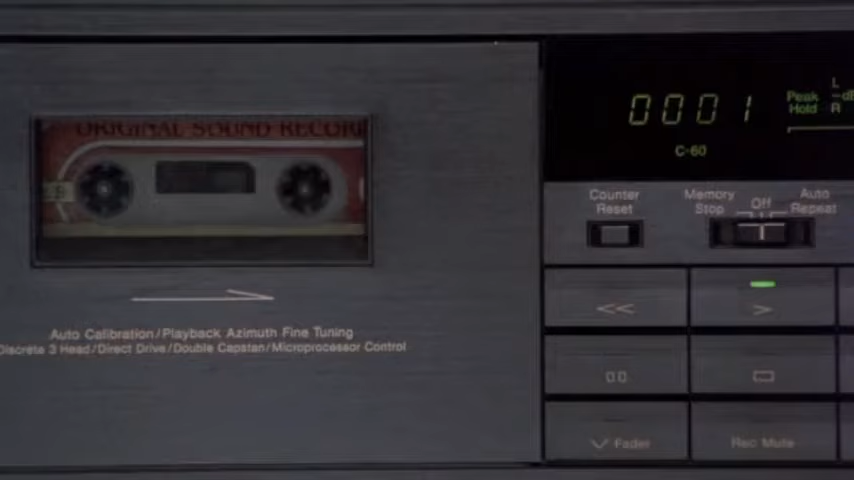 ORIGINAL SOUND RECOR
0001
Peak Hold
L
-dB
R
C-60
Counter Reset
Memory Stop
Off
Auto Repeat
<<
>
Auto Calibration/Playback Azimuth Fine Tuning
Discrete 3 Head/Direct Drive/Double Capstan/Microprocessor Control
Fader
Rec Mute